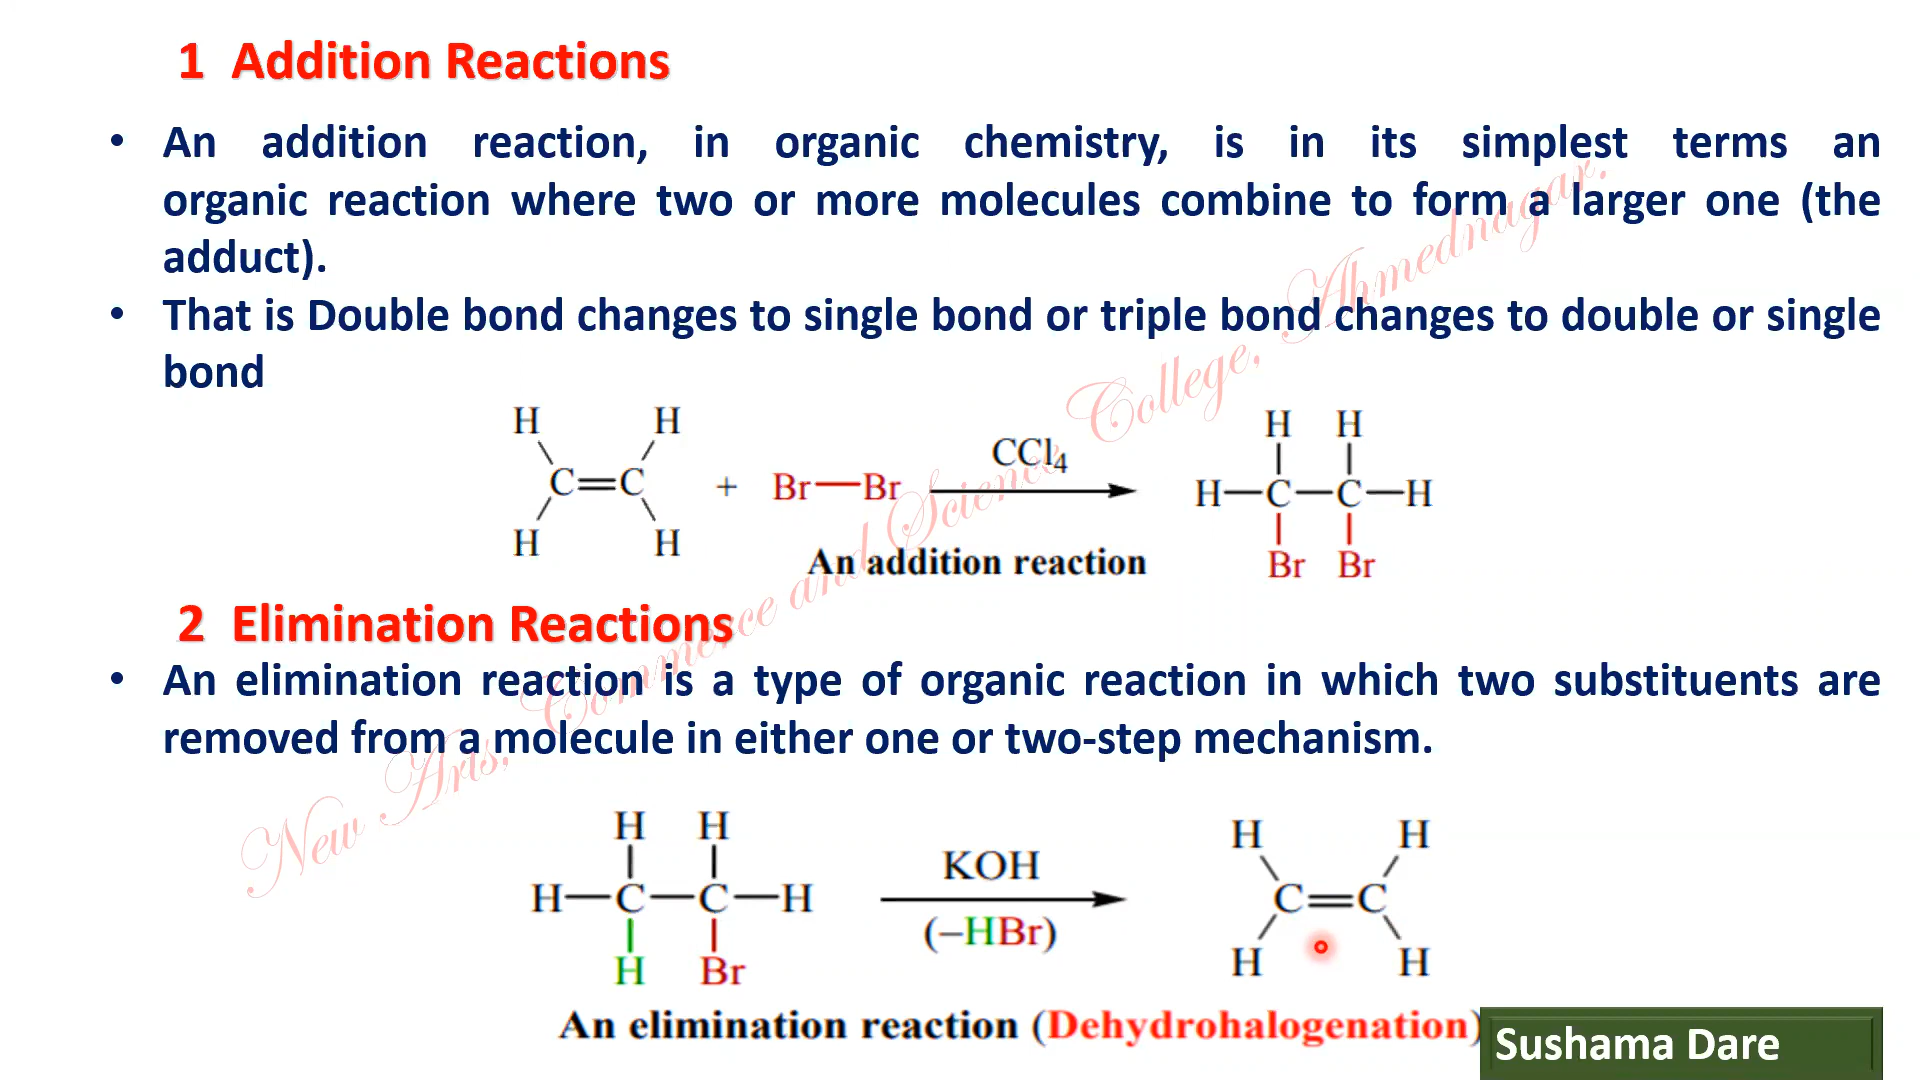 1 Addition Reactions
• An addition reaction, in organic chemistry, is in its simplest terms an
organic reaction where two or more molecules combine to form a larger one (the
adduct).
• That is Double bond changes to single bond or triple bond changes to double or single
bond
H H H H
CCl4
C=C + Br—Br H—C—C—H
H H Br Br
An addition reaction
2 Elimination Reactions
• An elimination reaction is a type of organic reaction in which two substituents are
removed from a molecule in either one or two-step mechanism.
H H H H
KOH
H—C—C—H C=C
(–HBr)
H Br H H
An elimination reaction (Dehydrohalogenation)
Sushama Dare
New Arts, Commerce and Science College, Ahmednagar.